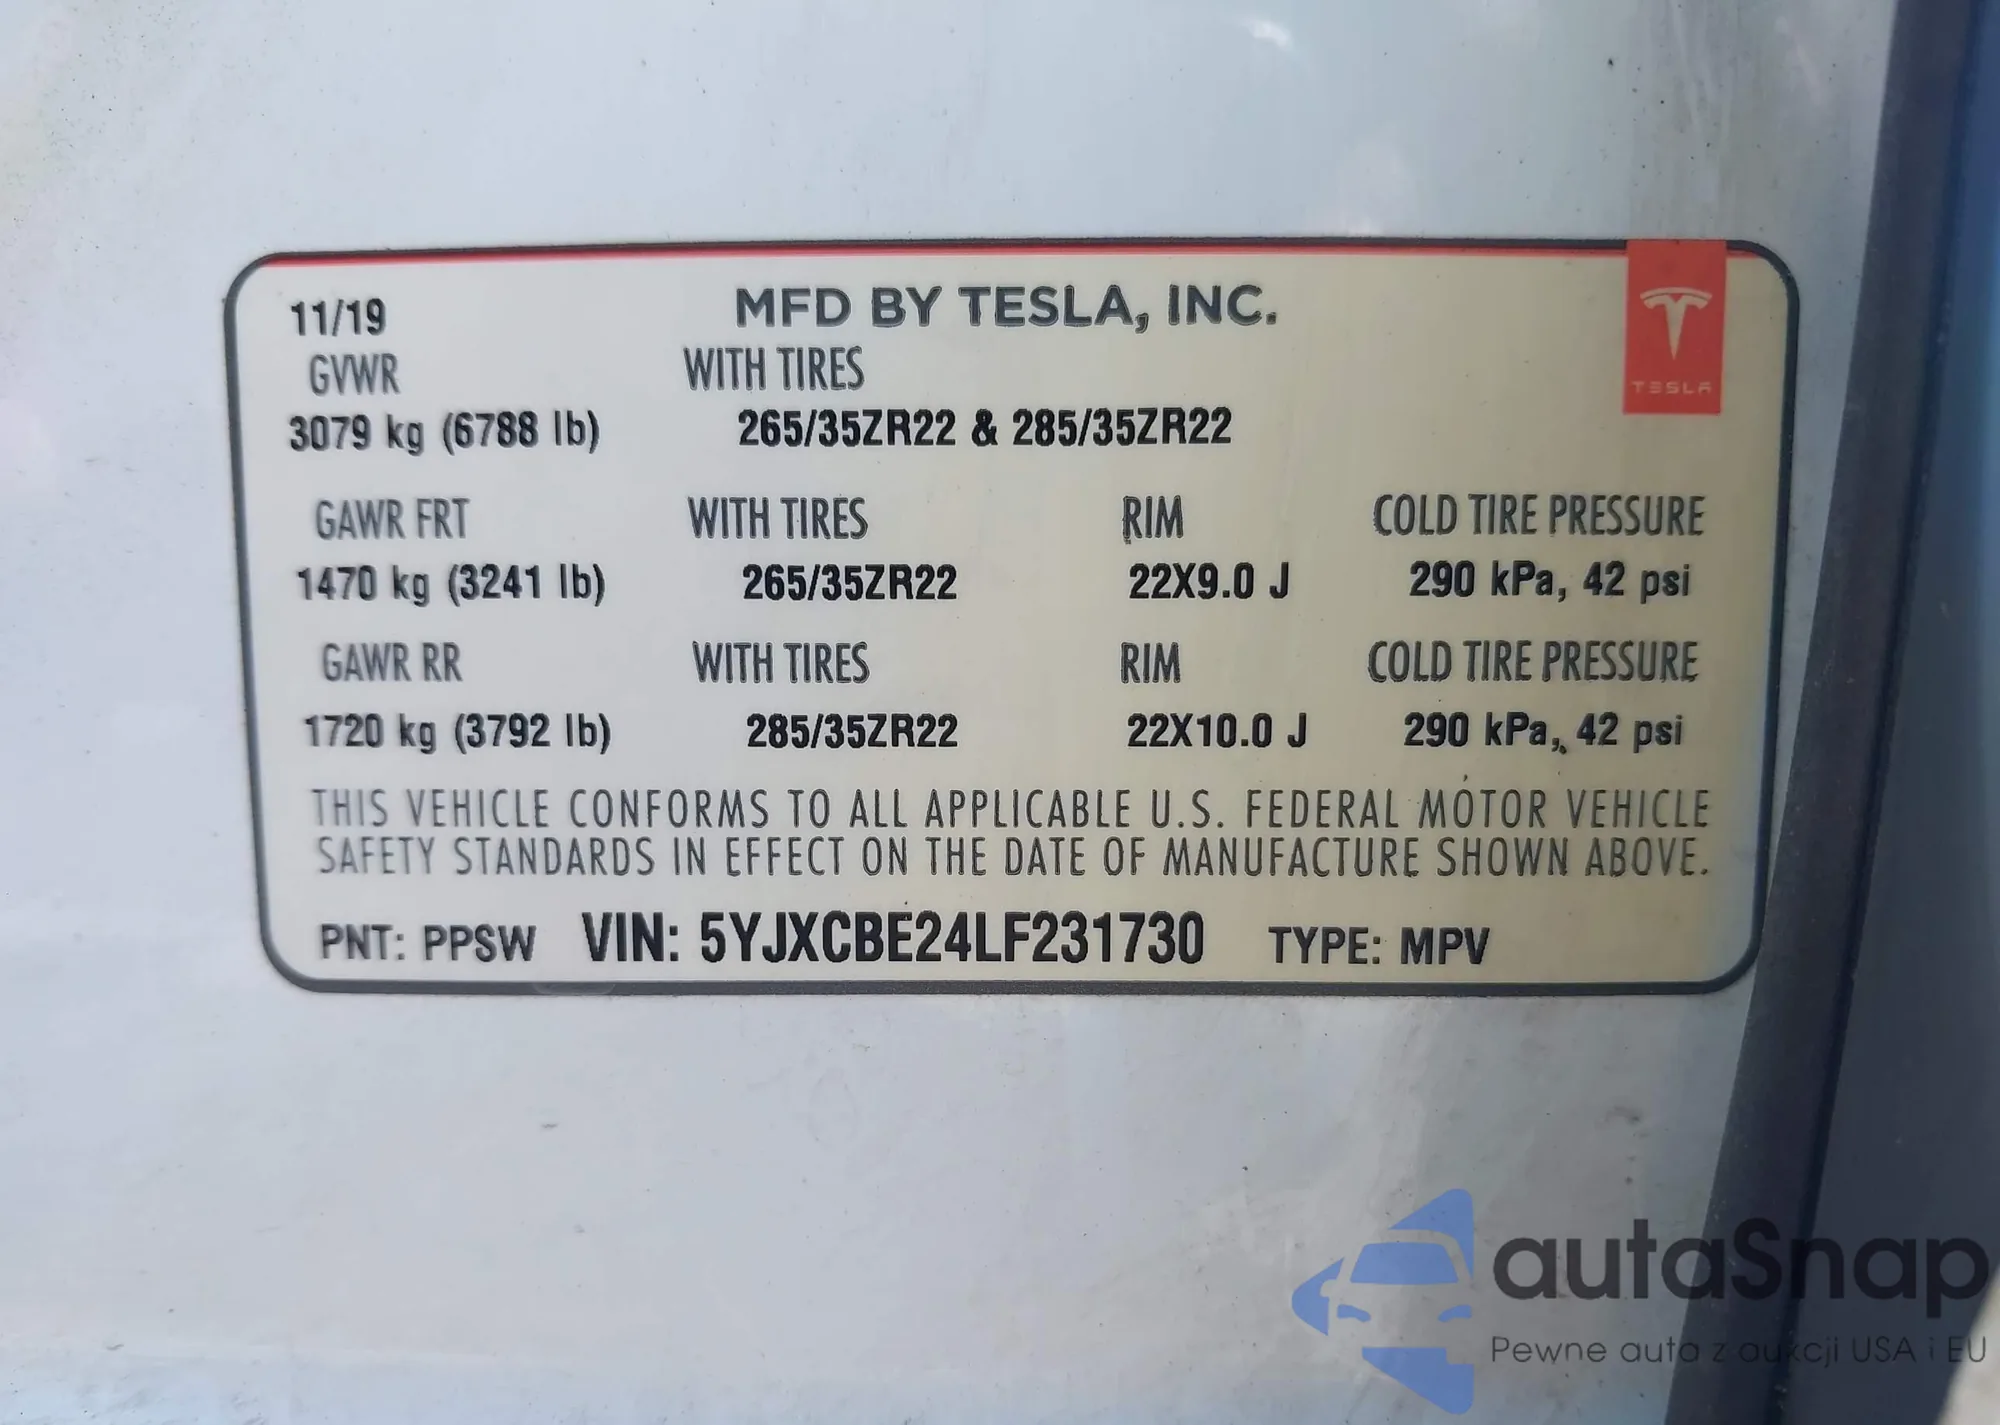 11/19 MFD BY TESLA, INC.
GVWR WITH TIRES
3079 kg (6788 lb) 265/35ZR22 & 285/35ZR22
TESLA
GAWR FRT WITH TIRES RIM COLD TIRE PRESSURE
1470 kg (3241 lb) 265/35ZR22 22X9.0 J 290 kPa, 42 psi
GAWR RR WITH TIRES RIM COLD TIRE PRESSURE
1720 kg (3792 lb) 285/35ZR22 22X10.0 J 290 kPa, 42 psi
THIS VEHICLE CONFORMS TO ALL APPLICABLE U.S. FEDERAL MOTOR VEHICLE
SAFETY STANDARDS IN EFFECT ON THE DATE OF MANUFACTURE SHOWN ABOVE.
PNT: PPSW VIN: 5YJXCBE24LF231730 TYPE: MPV
autaSnap
Pewne auta z aukcji USA i EU